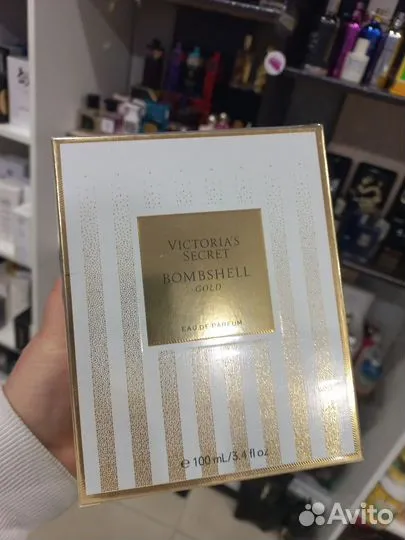 VICTORIA'S
SECRET
BOMBSHELL
GOLD
EAU DE PARFUM
℮ 100 mL/3.4 fl oz
Avito